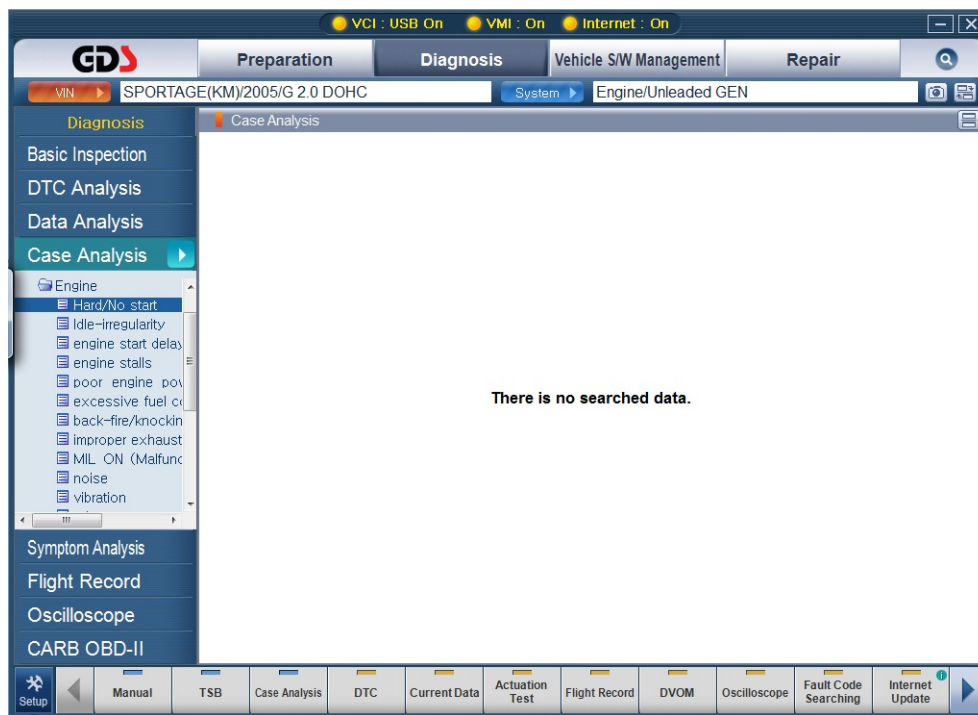 VCI : USB On VMI : On Internet : On
GDS Preparation Diagnosis Vehicle S/W Management Repair
VIN SPORTAGE(KM)/2005/G 2.0 DOHC System Engine/Unleaded GEN
Diagnosis
Case Analysis
Basic Inspection
DTC Analysis
Data Analysis
Case Analysis
Engine
Hard/No start
Idle-irregularity
engine start delay
engine stalls
poor engine pow
excessive fuel co
back-fire/knockin
improper exhaust
MIL ON (Malfunc
noise
vibration
There is no searched data.
Symptom Analysis
Flight Record
Oscilloscope
CARB OBD-II
Setup Manual TSB Case Analysis DTC Current Data Actuation Test Flight Record DVOM Oscilloscope Fault Code Searching Internet Update